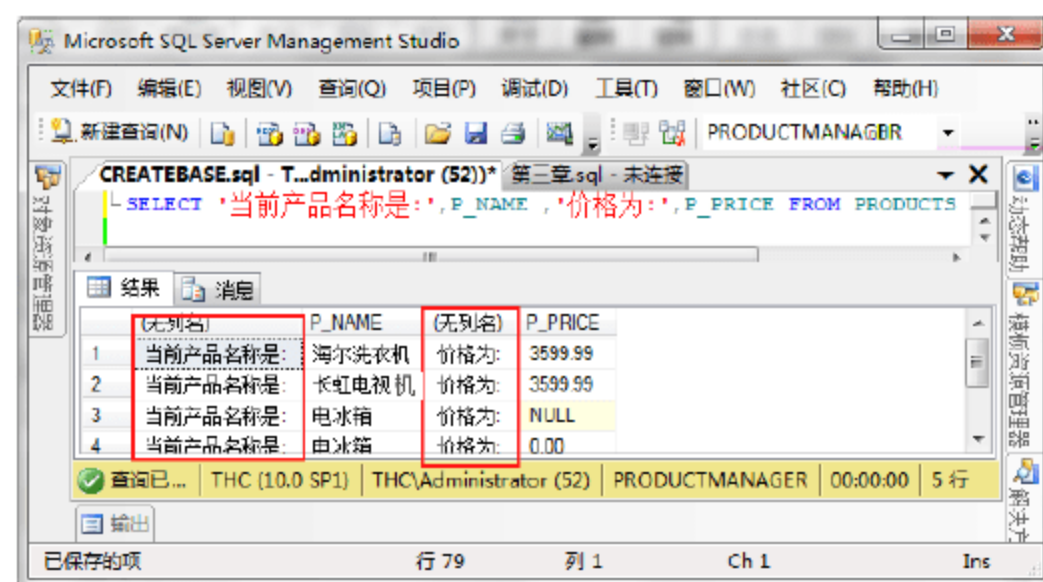 Microsoft SQL Server Management Studio
文件(F) 编辑(E) 视图(V) 查询(Q) 项目(P) 调试(D) 工具(T) 窗口(W) 社区(C) 帮助(H)
新建查询(N) PRODUCTMANAGBR
CREATEBASE.sql - T...dministrator (52))* 第三章.sql - 未连接
SELECT '当前产品名称是:',P_NAME ,'价格为:',P_PRICE FROM PRODUCTS
对象资源管理器
结果 消息
(无列名) P_NAME (无列名) P_PRICE
1 当前产品名称是: 海尔洗衣机 价格为: 3599.99
2 当前产品名称是: 长虹电视机 价格为: 3599.99
3 当前产品名称是: 电冰箱 价格为: NULL
4 当前产品名称是: 电冰箱 价格为: 0.00
查询已... THC (10.0 SP1) THC\Administrator (52) PRODUCTMANAGER 00:00:00 5 行
输出
动态帮助
模板资源管理器
解决方
已保存的项 行 79 列 1 Ch 1 Ins